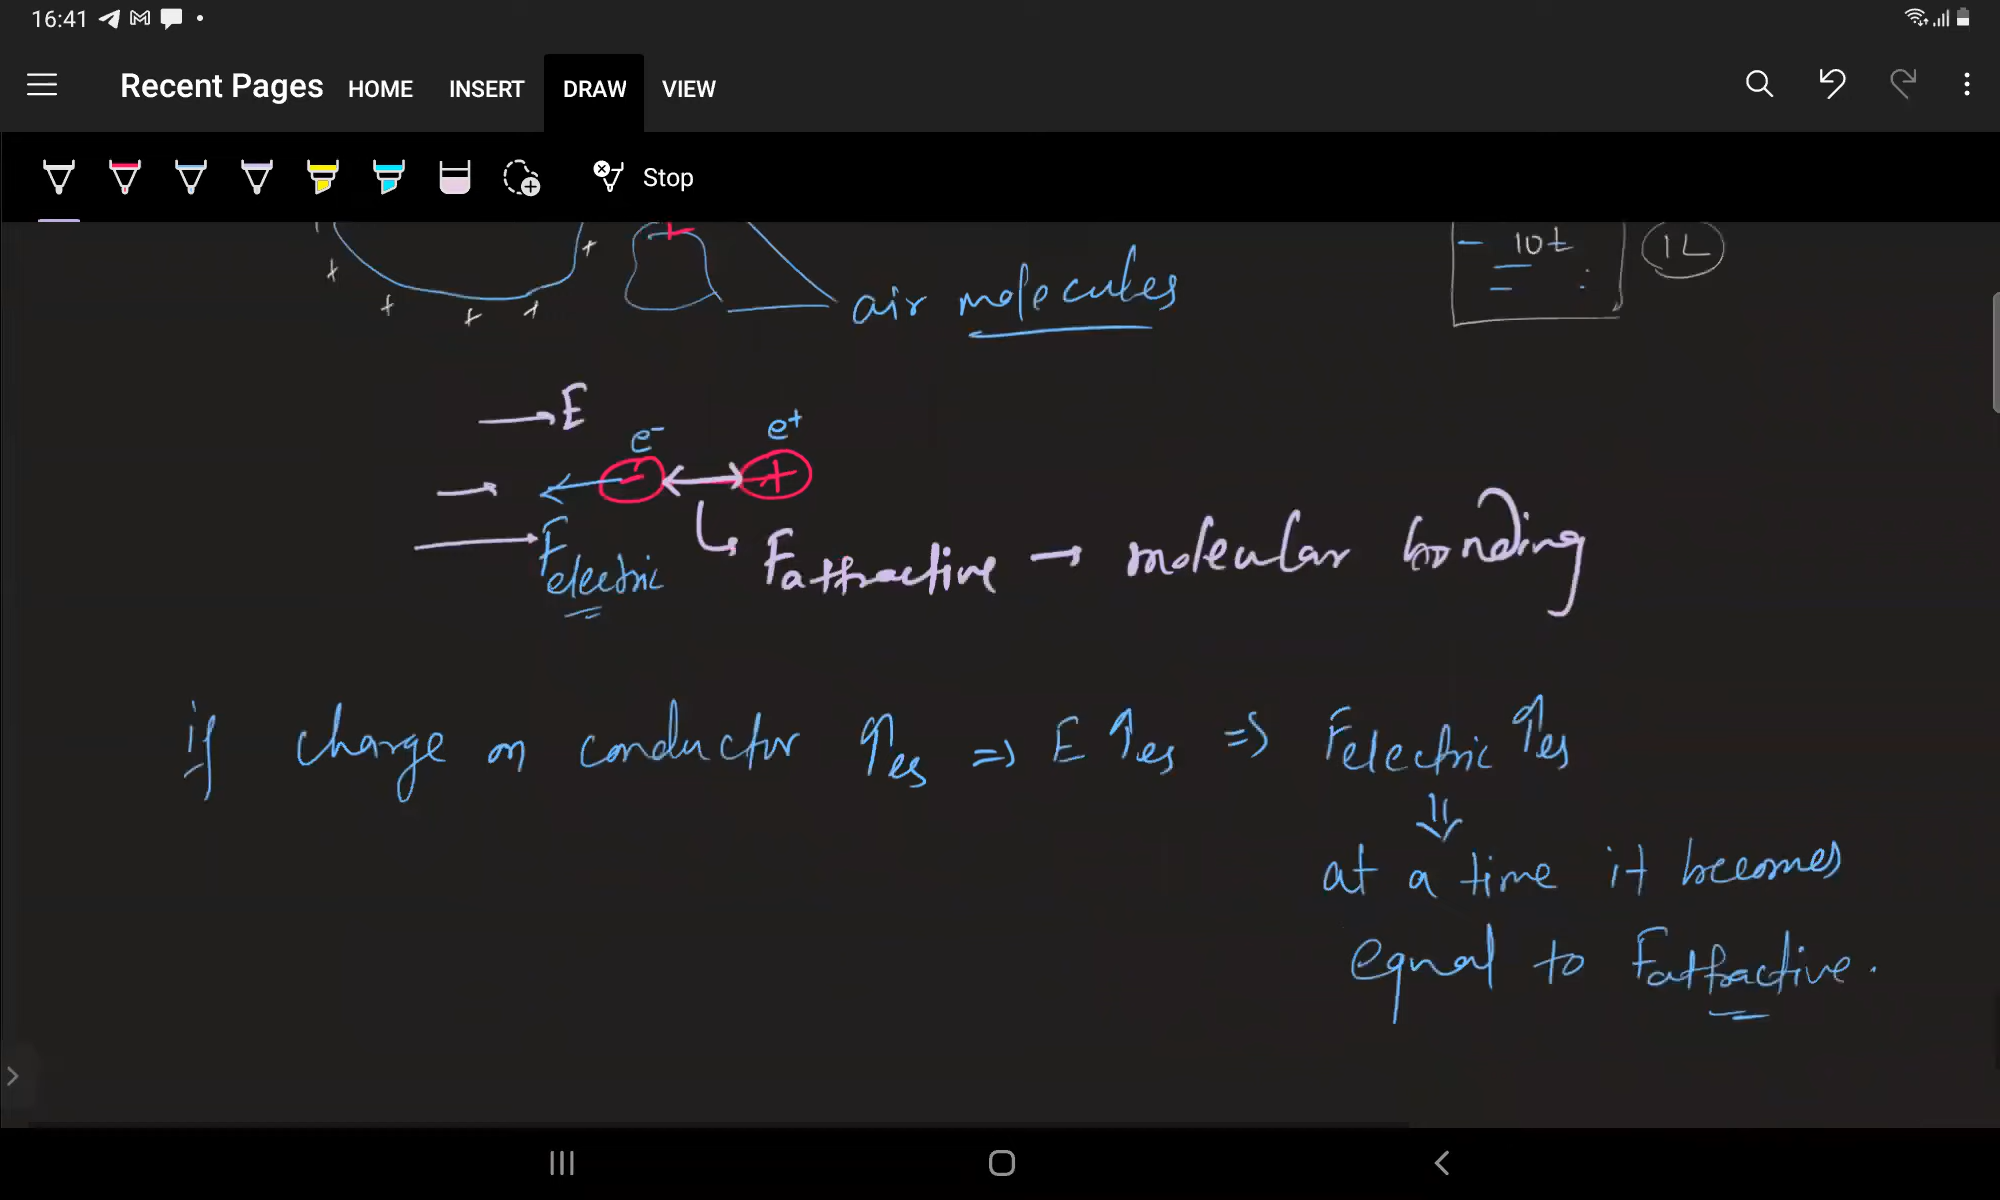 16:41
Recent Pages HOME INSERT DRAW VIEW
Stop
+ + + + + +
10t
1L
air molecules
E
e- e+
- +
Felectric
Fattractive → molecular bonding
if charge on conductor ↑es => E ↑es => Felectric ↑es
at a time it becomes
equal to Fattractive.